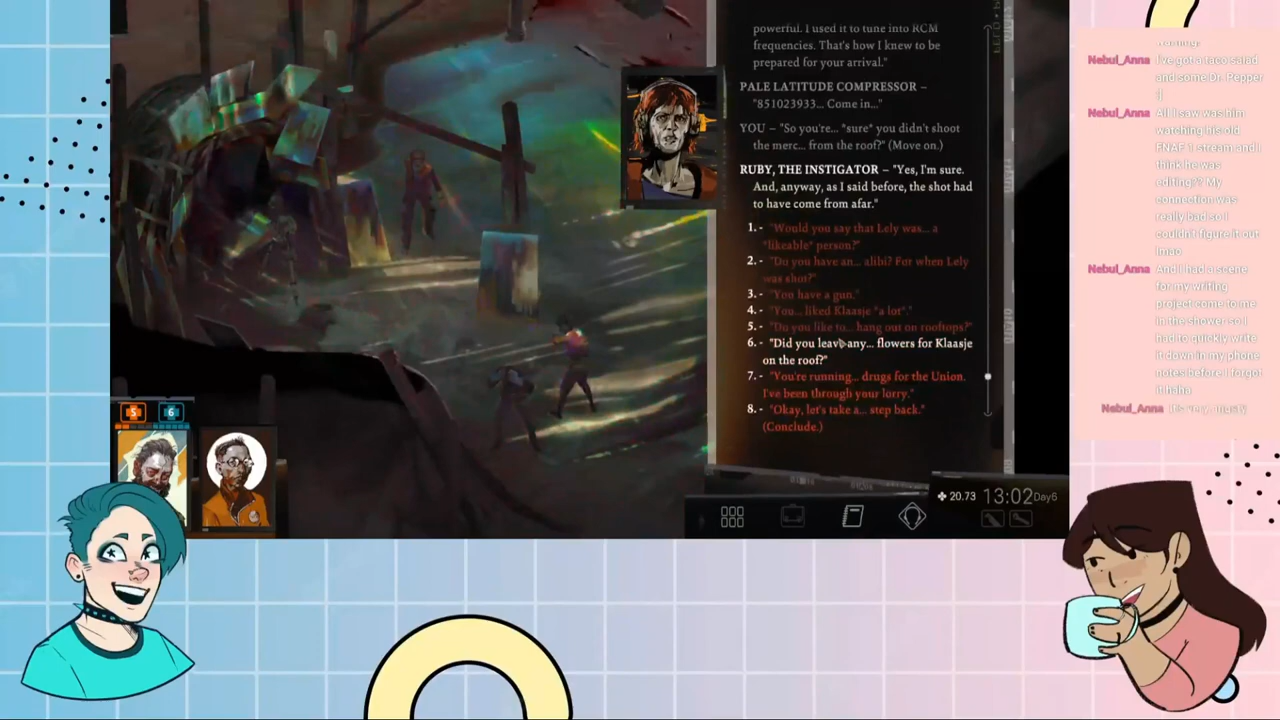 powerful. I used it to tune into RCM
frequencies. That's how I knew to be
prepared for your arrival."
PALE LATITUDE COMPRESSOR –
"851023933... Come in..."
YOU – "So you're... *sure* you didn't shoot
the merc... from the roof?" (Move on.)
RUBY, THE INSTIGATOR – "Yes, I'm sure.
And, anyway, as I said before, the shot had
to have come from afar."
1. - "Would you say that Lely was... a
*likeable* person?"
2. - "Do you have an... alibi? For when Lely
was shot?"
3. - "You have a gun."
4. - "You... liked Klaasje *a lot*."
5. - "Do you like to... hang out on rooftops?"
6. - "Did you leave any... flowers for Klaasje
on the roof?"
7. - "You're running... drugs for the Union.
I've been through your lorry."
8. - "Okay, let's take a... step back."
(Conclude.)
5 6
20.73 13:02 Day6
Nebul_Anna I've got a taco salad
and some Dr. Pepper
:]
Nebul_Anna All I saw was him
watching his old
FNAF 1 stream and I
think he was
editing?? My
connection was
really bad so I
couldn't figure it out
lmao
Nebul_Anna And I had a scene
for my writing
project come to me
in the shower so I
had to quickly write
it down in my phone
notes before I forgot
it haha
Nebul_Anna It's very, angsty